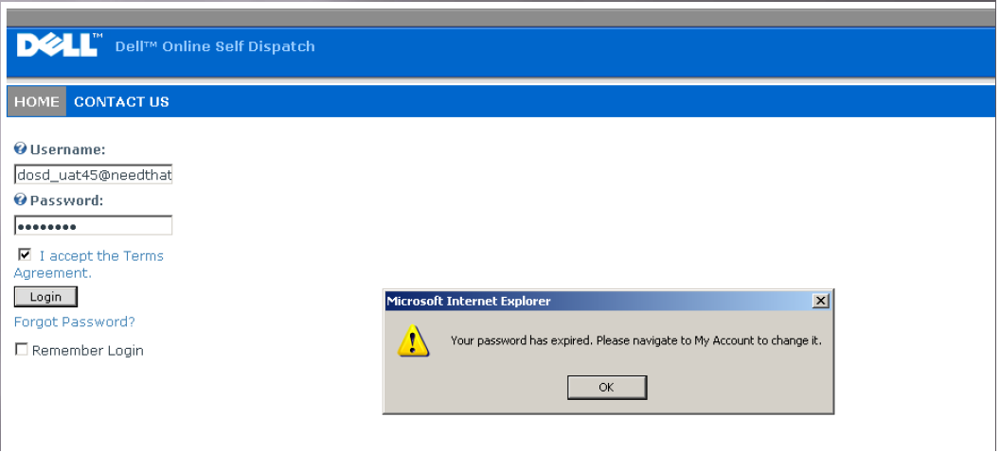 DELL™ Dell™ Online Self Dispatch
HOME CONTACT US
Username:
dosd_uat45@needthat
Password:
I accept the Terms
Agreement.
Login
Forgot Password?
Remember Login
Microsoft Internet Explorer
Your password has expired. Please navigate to My Account to change it.
OK